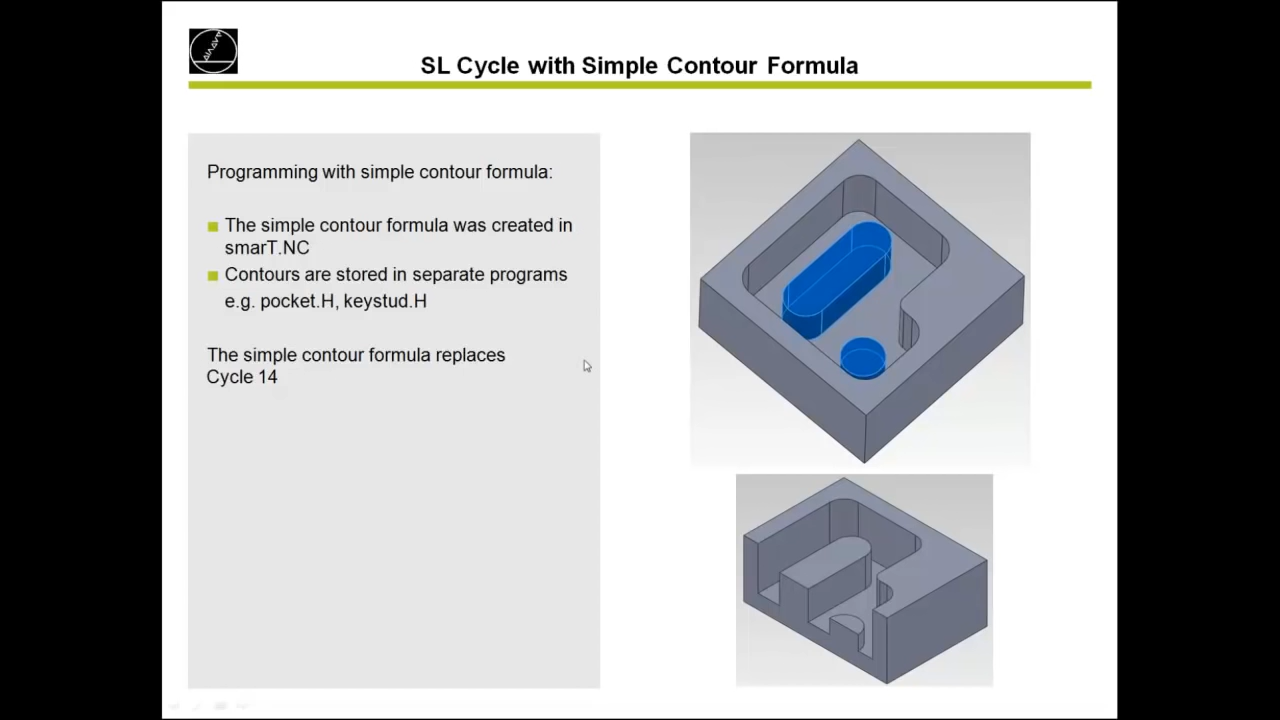 SL Cycle with Simple Contour Formula
Programming with simple contour formula:
The simple contour formula was created in
smarT.NC
Contours are stored in separate programs
e.g. pocket.H, keystud.H
The simple contour formula replaces
Cycle 14